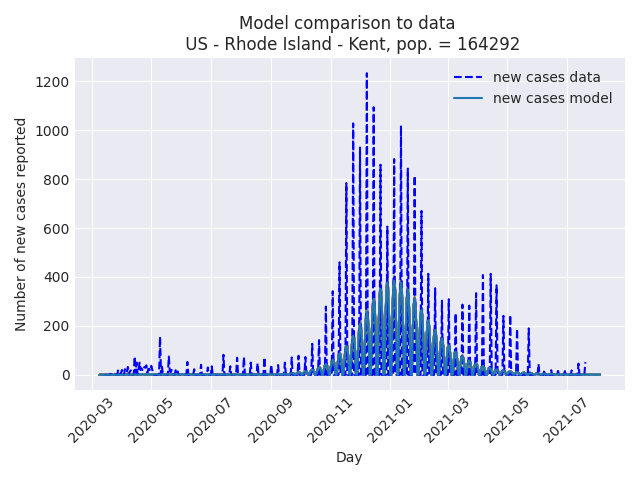 Model comparison to data
US - Rhode Island - Kent, pop. = 164292
new cases data
new cases model
Number of new cases reported
1200
1000
800
600
400
200
0
2020-03
2020-05
2020-07
2020-09
2020-11
2021-01
2021-03
2021-05
2021-07
Day